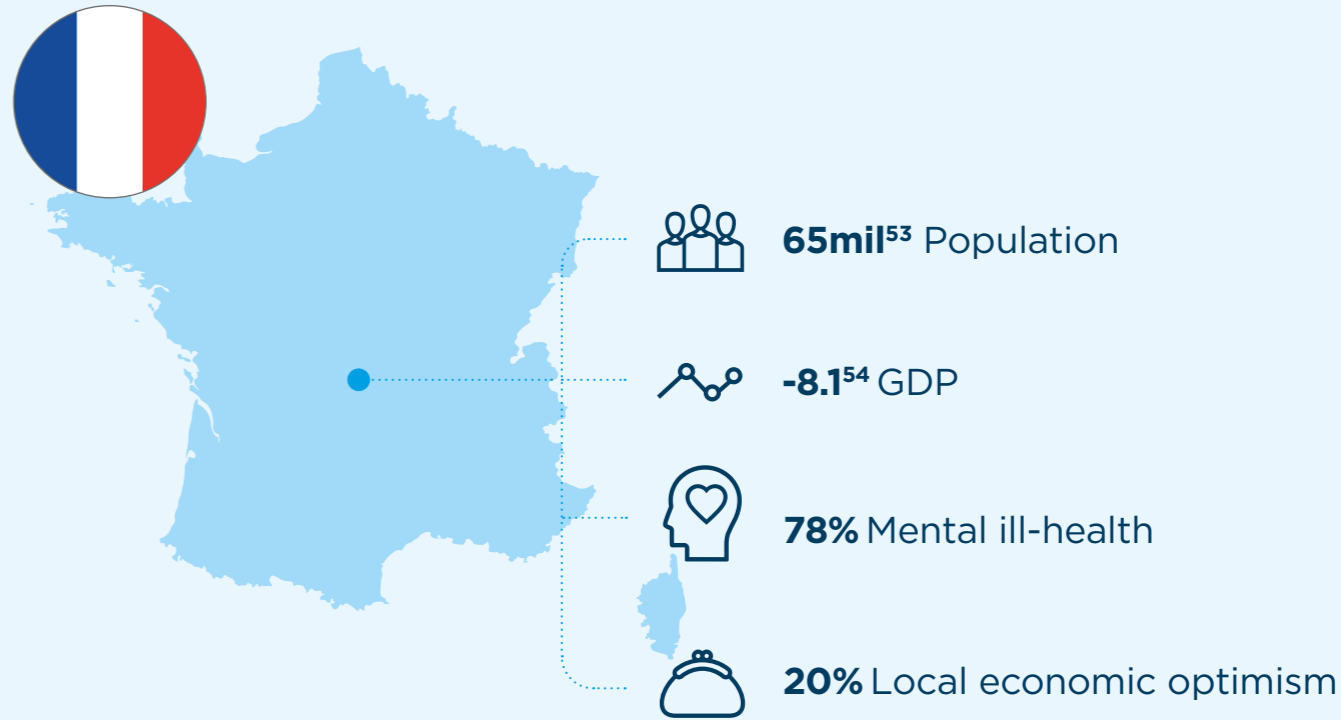 65mil⁵³ Population
-8.1⁵⁴ GDP
78% Mental ill-health
20% Local economic optimism